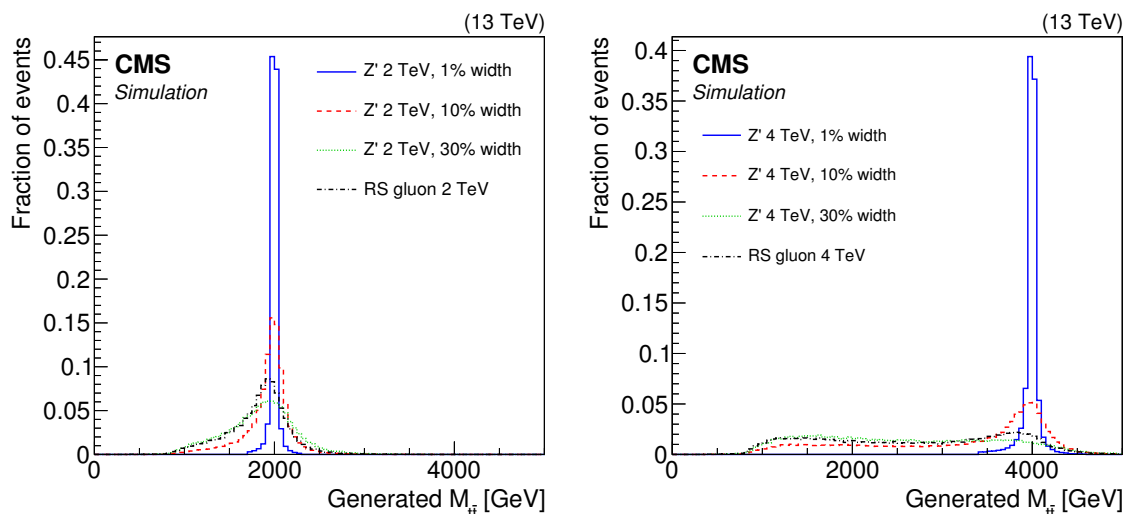 (13 TeV)
CMS
Simulation
Fraction of events
0.45
0.4
0.35
0.3
0.25
0.2
0.15
0.1
0.05
0
Z' 2 TeV, 1% width
Z' 2 TeV, 10% width
Z' 2 TeV, 30% width
RS gluon 2 TeV
0 2000 4000
Generated M_{tt̄} [GeV]
(13 TeV)
CMS
Simulation
Fraction of events
0.4
0.35
0.3
0.25
0.2
0.15
0.1
0.05
0
Z' 4 TeV, 1% width
Z' 4 TeV, 10% width
Z' 4 TeV, 30% width
RS gluon 4 TeV
0 2000 4000
Generated M_{tt̄} [GeV]